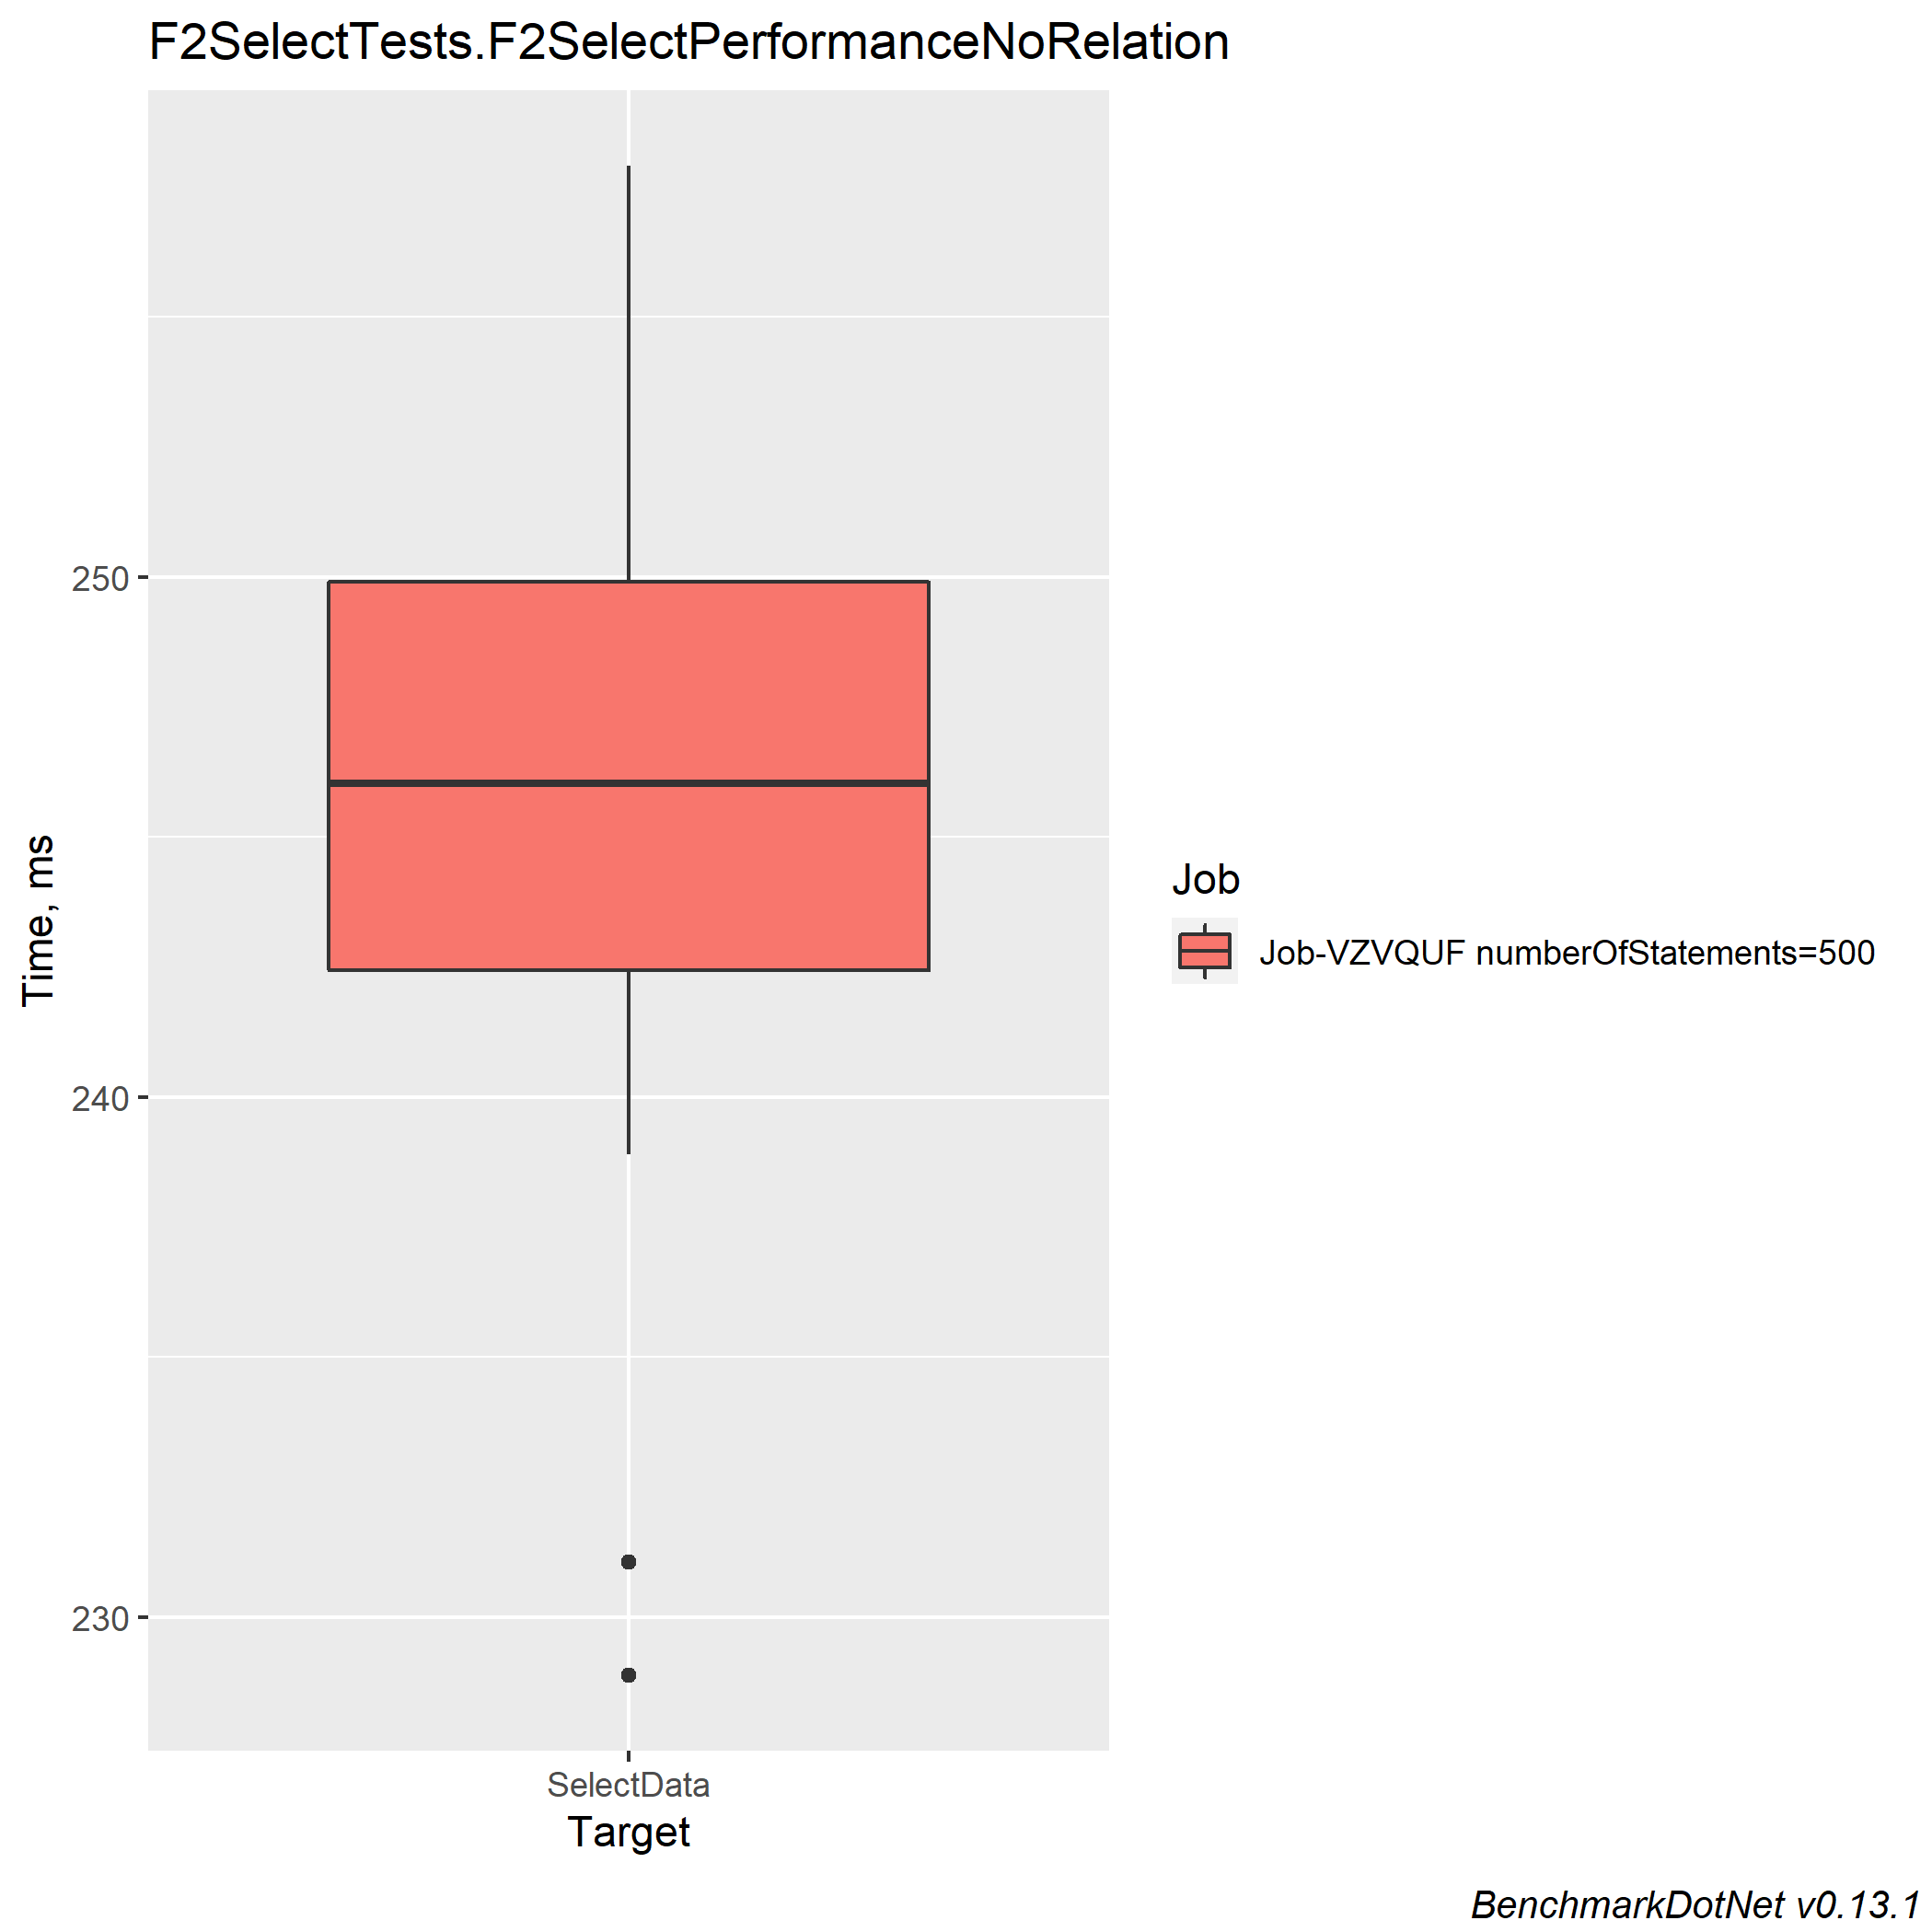 F2SelectTests.F2SelectPerformanceNoRelation
Time, ms
250
240
230
SelectData
Target
Job
Job-VZVQUF numberOfStatements=500
BenchmarkDotNet v0.13.1